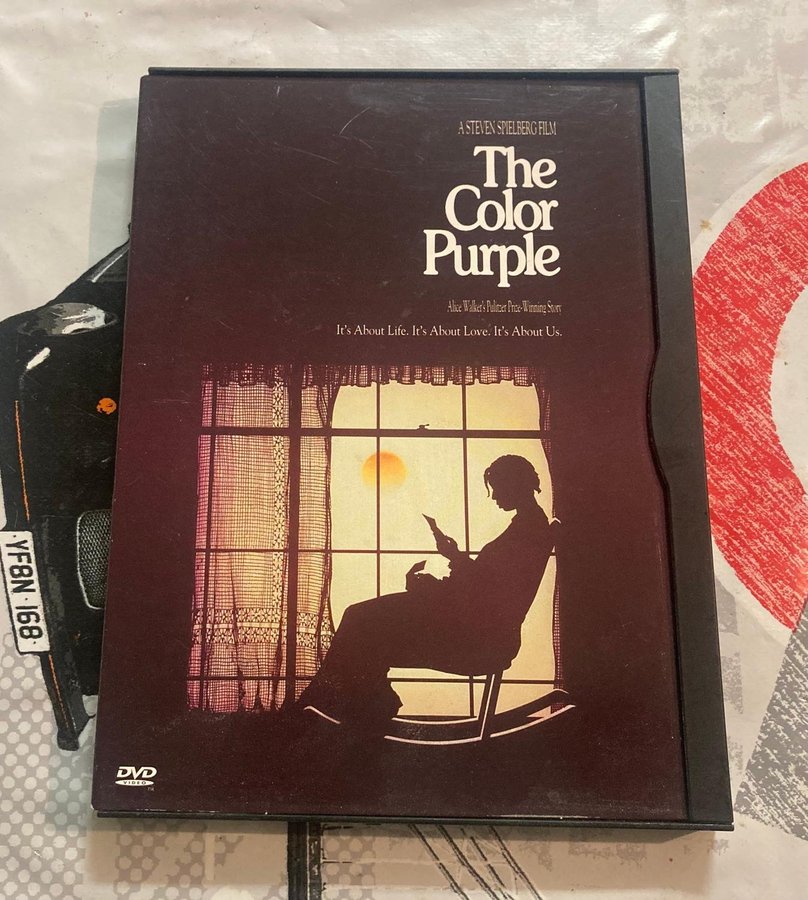 A STEVEN SPIELBERG FILM
The
Color
Purple
Alice Walker's Pulitzer Prize-Winning Story
It's About Life. It's About Love. It's About Us.
YF8N 168
DVD
VIDEO
TM